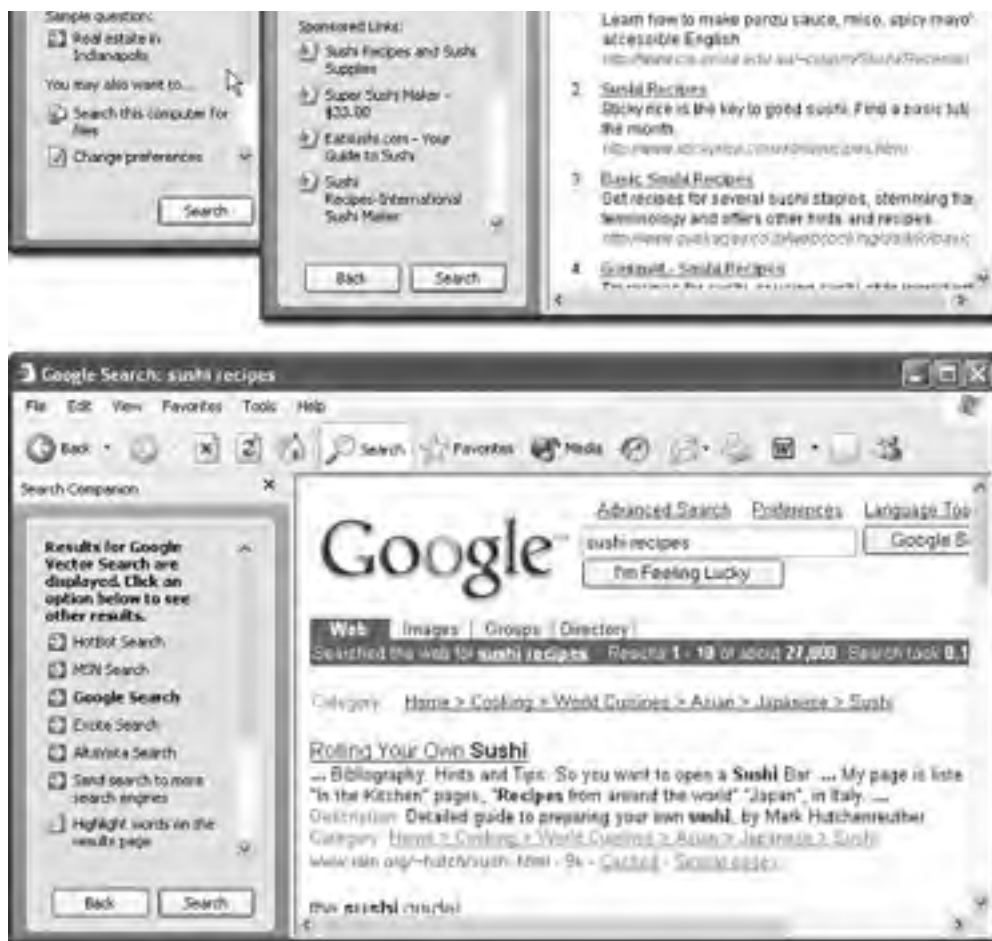 Sample question:
Real estate in
Indianapolis
You may also want to...
Search this computer for
files
Change preferences
Search
Sponsored Links:
Sushi Recipes and Sushi
Supplies
Super Sushi Maker -
$33.00
Eatsushi.com - Your
Guide to Sushi
Sushi
Recipes-International
Sushi Maker
Back Search
Learn how to make ponzu sauce, miso, spicy mayo
accessible English
2 Sushi Recipes
Sticky rice is the key to good sushi. Find a basic
the month.
3 Basic Sushi Recipes
Get recipes for several sushi staples, stemming
terminology and offers other hints and recipes.
4 Sushi Recipes
Google Search: sushi recipes
File Edit View Favorites Tools Help
Back Search Favorites Media
Search Companion
Results for Google
Vector Search are
displayed. Click an
option below to see
other results.
HotBot Search
MSN Search
Google Search
Excite Search
AltaVista Search
Send search to more
search engines
Highlight words on the
results page
Back Search
Google
Advanced Search Preferences Language Too
sushi recipes Google S
I'm Feeling Lucky
Web Images Groups Directory
Searched the web for sushi recipes Results 1 - 10 of about 27,800 Search took 0.1
Category: Home > Cooking > World Cuisines > Asian > Japanese > Sushi
Rolling Your Own Sushi
... Bibliography. Hints and Tips. So you want to open a Sushi Bar. ... My page is liste
"In the Kitchen" pages, "Recipes from around the world" "Japan", in Italy. ...
Description: Detailed guide to preparing your own sushi, by Mark Hutchenreuther.
Category: Home > Cooking > World Cuisines > Asian > Japanese > Sushi
www.rain.org/~hutch/sushi.html - 9k - Cached - Similar pages
the sushi